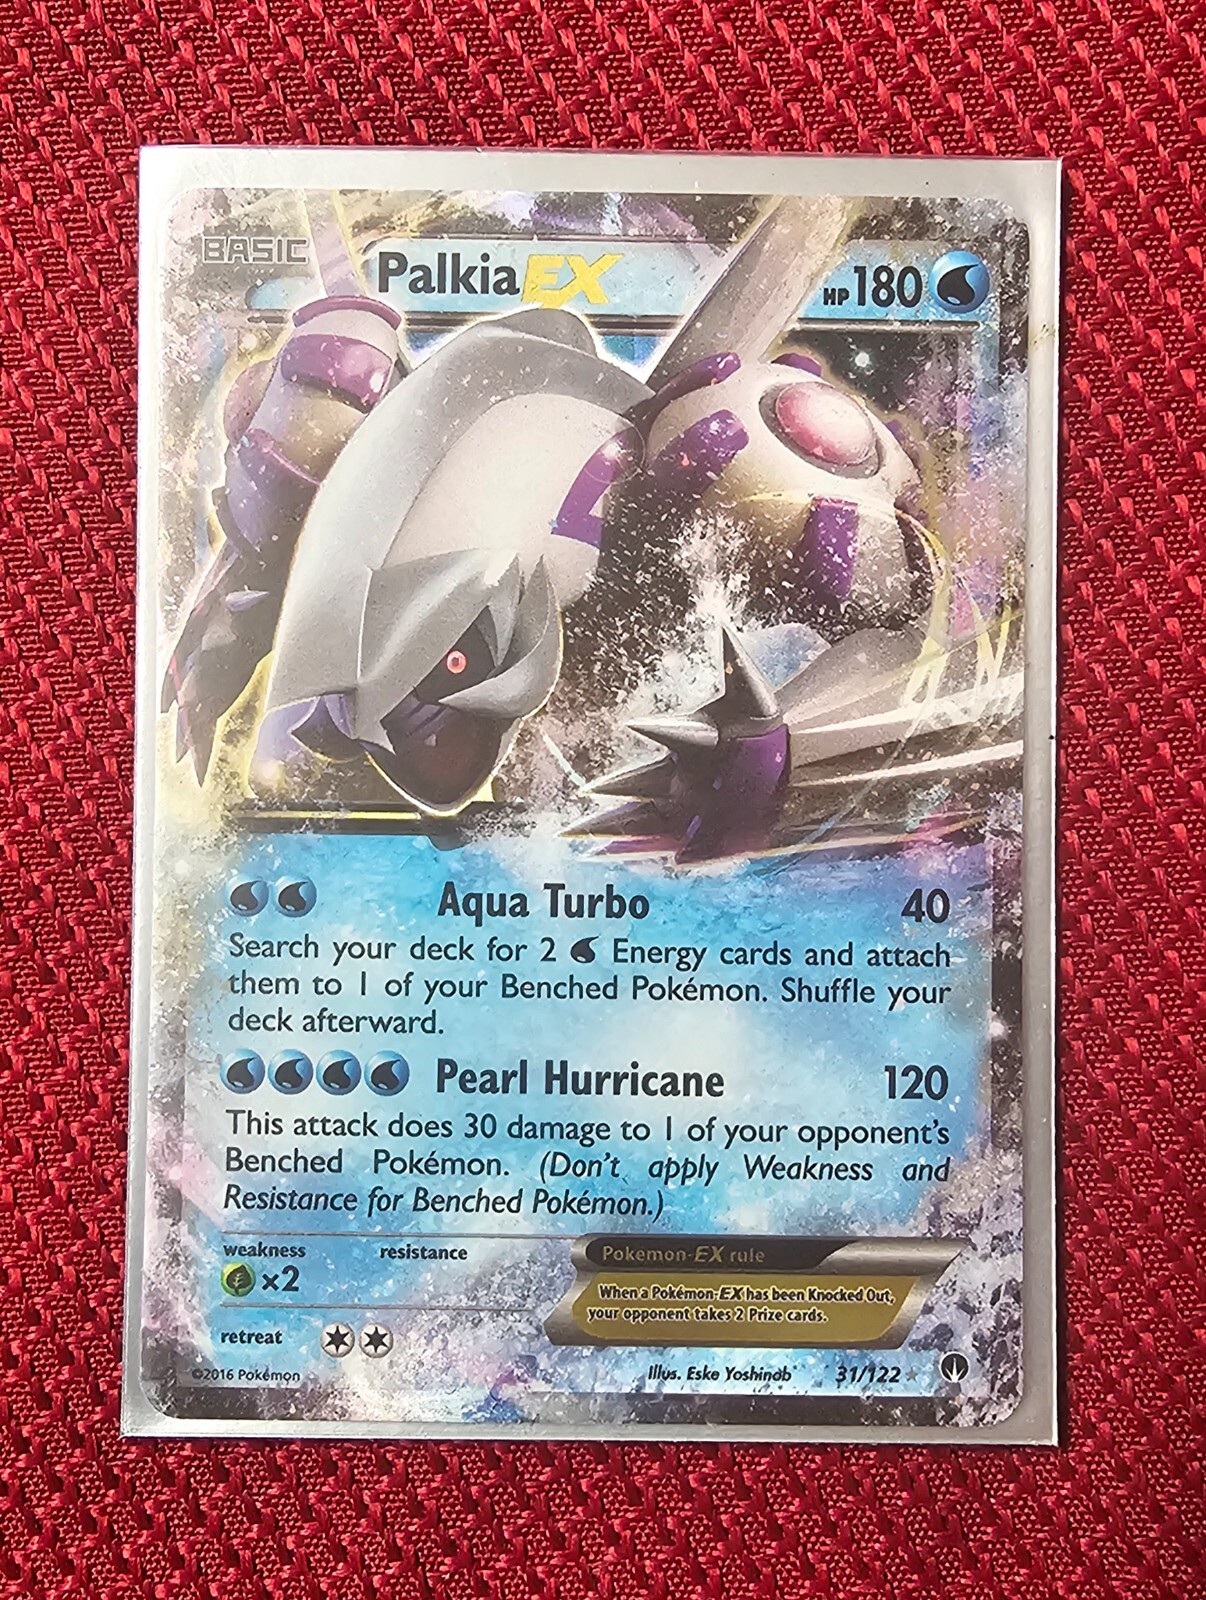 BASIC
Palkia EX
HP 180
Aqua Turbo 40
Search your deck for 2 Energy cards and attach
them to 1 of your Benched Pokémon. Shuffle your
deck afterward.
Pearl Hurricane 120
This attack does 30 damage to 1 of your opponent's
Benched Pokémon. (Don't apply Weakness and
Resistance for Benched Pokémon.)
weakness resistance
×2
Pokémon-EX rule
When a Pokémon-EX has been Knocked Out,
your opponent takes 2 Prize cards.
retreat
©2016 Pokémon
Illus. Eske Yoshinob
31/122